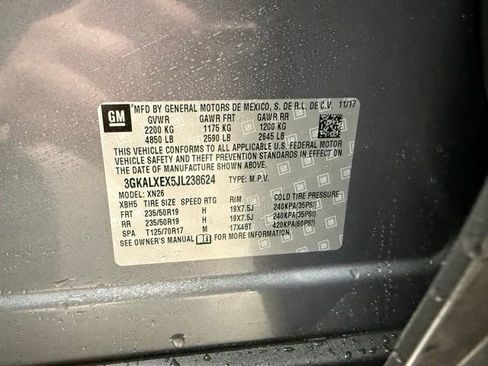 GM
MFD BY GENERAL MOTORS DE MEXICO, S. DE R.L. DE C.V. 11/17
GVWR GAWR FRT GAWR RR
2200 KG 1175 KG 1200 KG
4850 LB 2590 LB 2645 LB
THIS VEHICLE CONFORMS TO ALL APPLICABLE U.S. FEDERAL MOTOR
VEHICLE SAFETY AND THEFT PREVENTION STANDARDS IN EFFECT ON
THE DATE OF MANUFACTURE SHOWN ABOVE.
3GKALXEX5JL238624 TYPE: M.P.V.
MODEL: XN26
XBH5 TIRE SIZE SPEED RTG RIM COLD TIRE PRESSURE
FRT 235/50R19 H 19X7.5J 240KPA(35PSI)
RR 235/50R19 H 19X7.5J 240KPA(35PSI)
SPA T125/70R17 M 17X4BT 420KPA(60PSI)
SEE OWNER'S MANUAL FOR MORE INFORMATION.